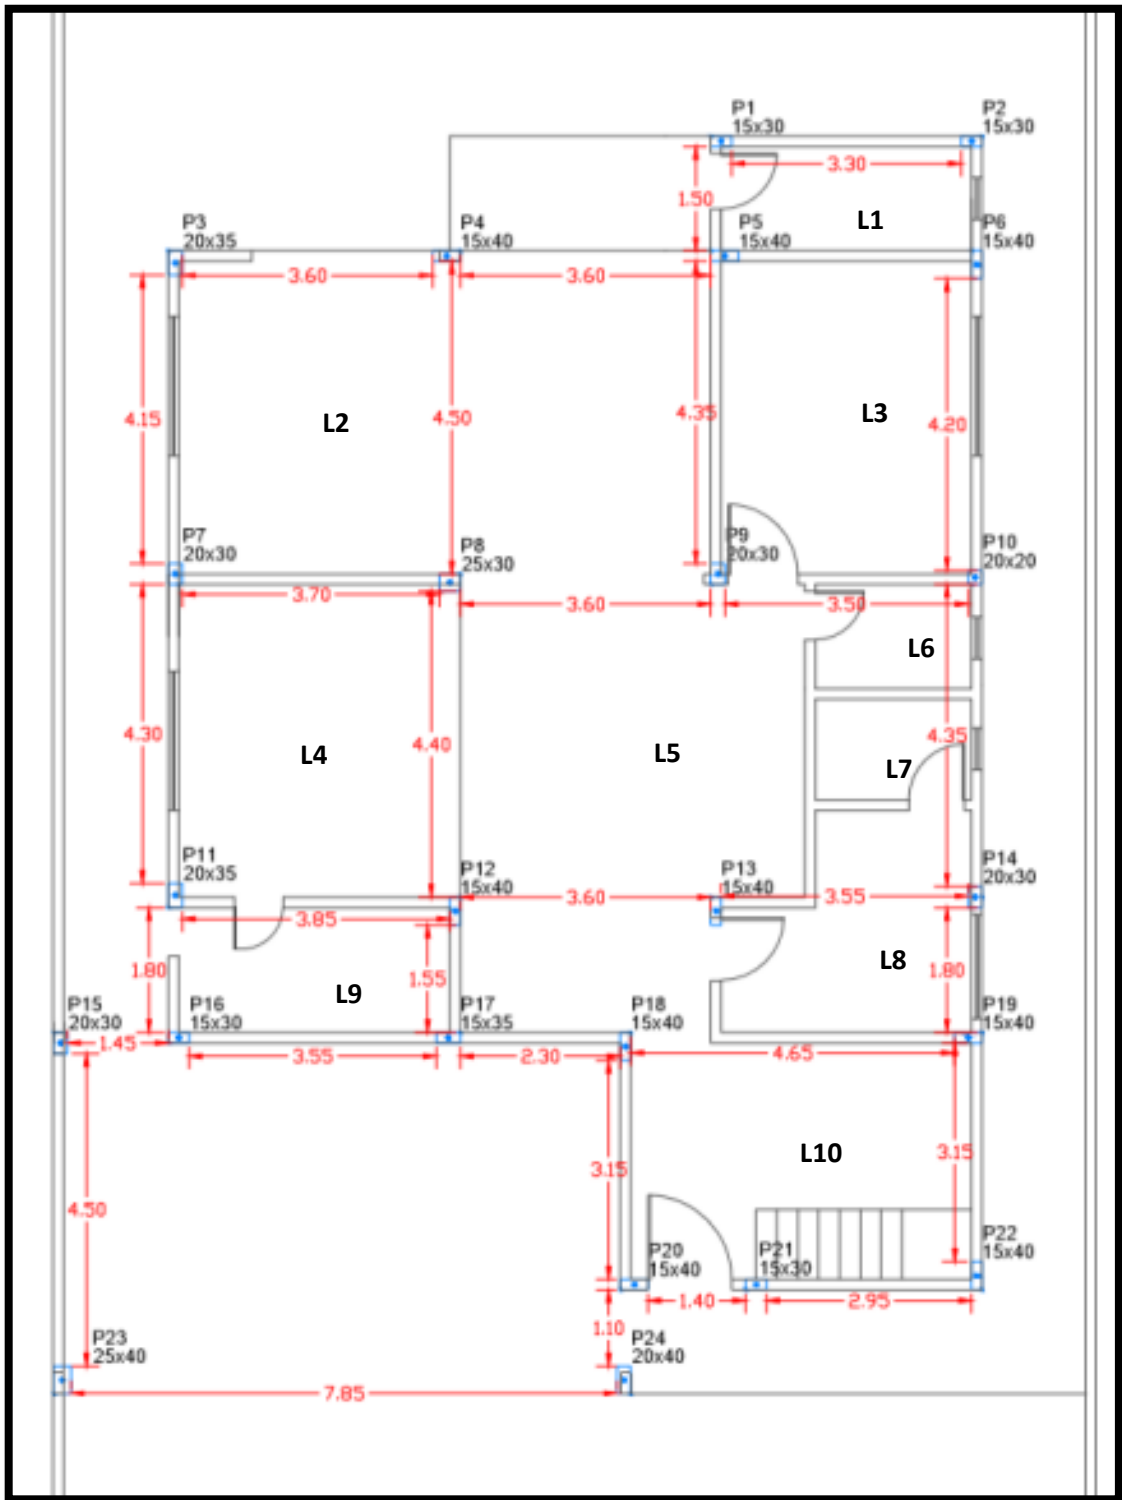 P1
15x30
P2
15x30
3.30
1.50
L1
P3
20x35
P4
15x40
P5
15x40
P6
15x40
3.60
3.60
4.15
L2
4.50
4.35
L3
4.20
P7
20x30
P8
25x30
P9
20x30
P10
20x20
3.70
3.60
3.50
L6
4.30
L4
4.40
L5
4.35
L7
P11
20x35
P12
15x40
P13
15x40
P14
20x30
3.85
3.60
3.55
1.80
L9
1.55
L8
1.80
P15
20x30
P16
15x30
P17
15x35
P18
15x40
P19
15x40
1.45
3.55
2.30
4.65
4.50
3.15
L10
3.15
P20
15x40
P21
15x30
P22
15x40
1.40
2.95
1.10
P23
25x40
P24
20x40
7.85